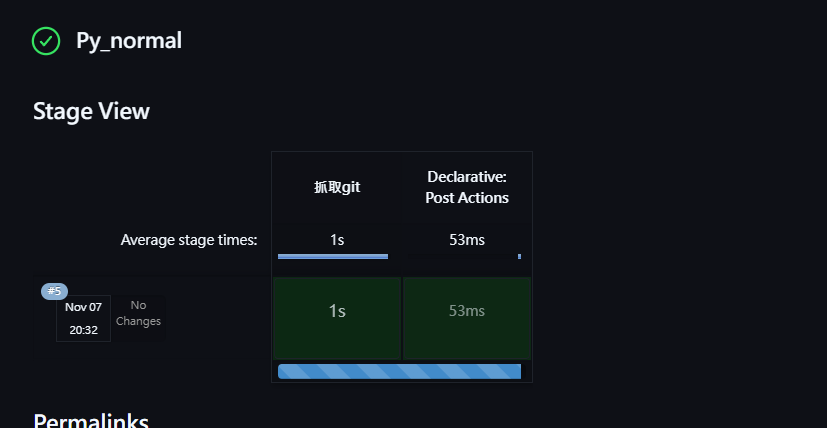 Py_normal
Stage View
抓取git
Declarative:
Post Actions
Average stage times:
1s
53ms
#5
Nov 07
20:32
No
Changes
1s
53ms
Permalinks